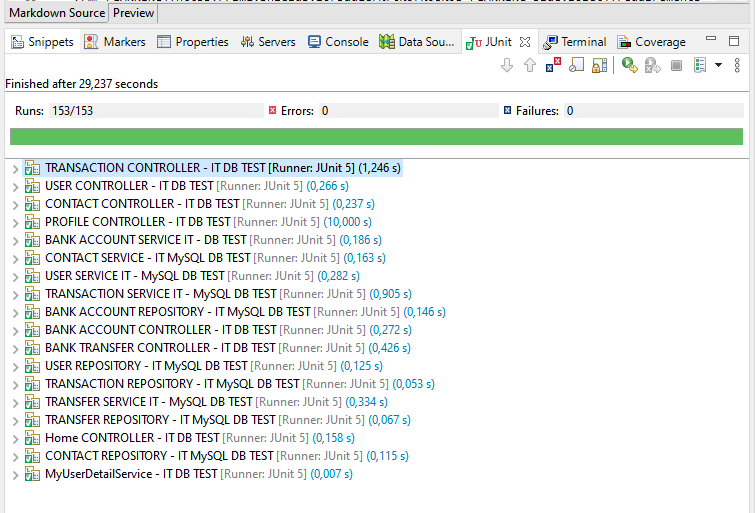 Markdown Source Preview
Snippets Markers Properties Servers Console Data Sou... JUnit Terminal Coverage
Finished after 29,237 seconds
Runs: 153/153 Errors: 0 Failures: 0
TRANSACTION CONTROLLER - IT DB TEST [Runner: JUnit 5] (1,246 s)
USER CONTROLLER - IT DB TEST [Runner: JUnit 5] (0,266 s)
CONTACT CONTROLLER - IT DB TEST [Runner: JUnit 5] (0,237 s)
PROFILE CONTROLLER - IT DB TEST [Runner: JUnit 5] (10,000 s)
BANK ACCOUNT SERVICE IT - DB TEST [Runner: JUnit 5] (0,186 s)
CONTACT SERVICE - IT MySQL DB TEST [Runner: JUnit 5] (0,163 s)
USER SERVICE IT - MySQL DB TEST [Runner: JUnit 5] (0,282 s)
TRANSACTION SERVICE IT - MySQL DB TEST [Runner: JUnit 5] (0,905 s)
BANK ACCOUNT REPOSITORY - IT MySQL DB TEST [Runner: JUnit 5] (0,146 s)
BANK ACCOUNT CONTROLLER - IT DB TEST [Runner: JUnit 5] (0,272 s)
BANK TRANSFER CONTROLLER - IT DB TEST [Runner: JUnit 5] (0,426 s)
USER REPOSITORY - IT MySQL DB TEST [Runner: JUnit 5] (0,125 s)
TRANSACTION REPOSITORY - IT MySQL DB TEST [Runner: JUnit 5] (0,053 s)
TRANSFER SERVICE IT - MySQL DB TEST [Runner: JUnit 5] (0,334 s)
TRANSFER REPOSITORY - IT MySQL DB TEST [Runner: JUnit 5] (0,067 s)
Home CONTROLLER - IT DB TEST [Runner: JUnit 5] (0,158 s)
CONTACT REPOSITORY - IT MySQL DB TEST [Runner: JUnit 5] (0,115 s)
MyUserDetailService - IT DB TEST [Runner: JUnit 5] (0,007 s)